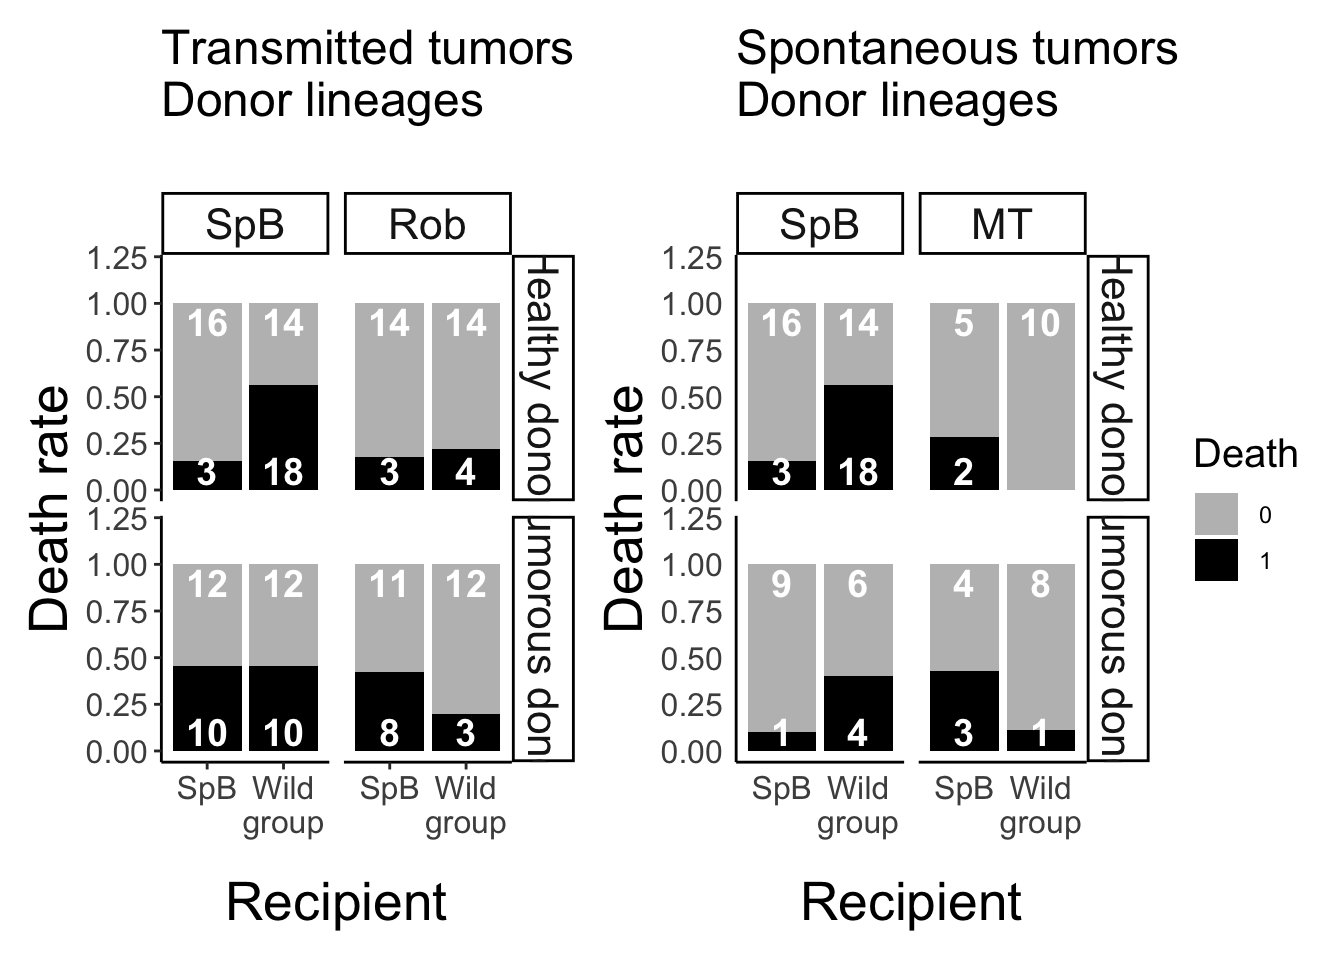 Transmitted tumors
Donor lineages
SpB Rob
Healthy dono
1.25
1.00
0.75
0.50
0.25
0.00
16 14 14 14
3 18 3 4
umorous don
1.25
1.00
0.75
0.50
0.25
0.00
12 12 11 12
10 10 8 3
Death rate
SpB Wild group SpB Wild group
Recipient
Spontaneous tumors
Donor lineages
SpB MT
Healthy dono
1.25
1.00
0.75
0.50
0.25
0.00
16 14 5 10
3 18 2
umorous don
1.25
1.00
0.75
0.50
0.25
0.00
9 6 4 8
1 4 3 1
Death rate
SpB Wild group SpB Wild group
Recipient
Death
0
1